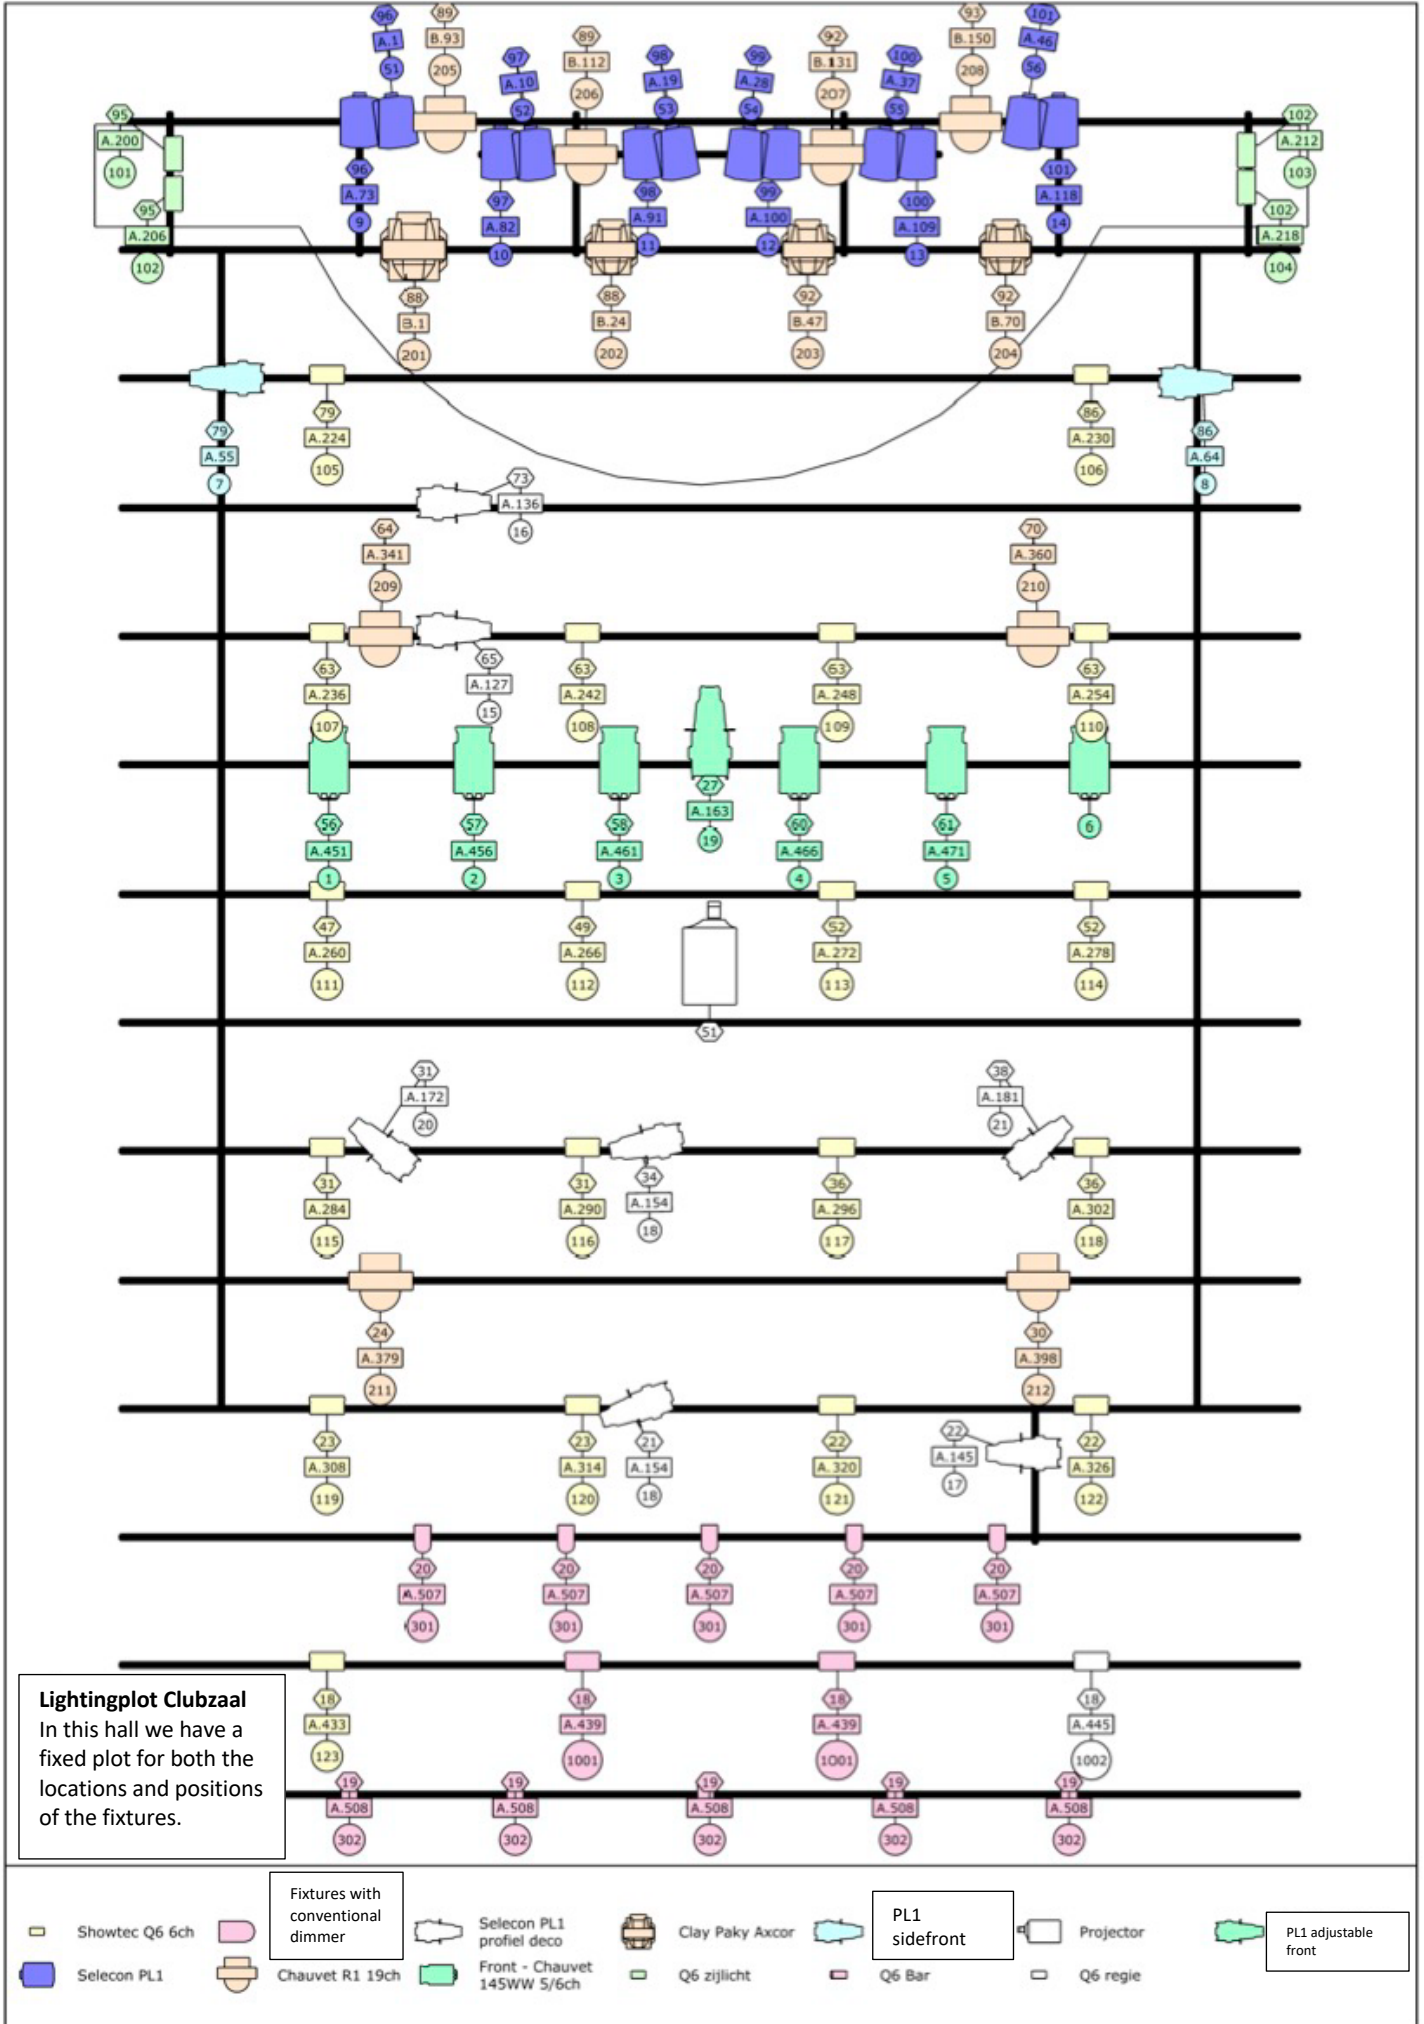 96
89
93
101
A.1
B.93
B.150
A.46
51
205
208
56
97
89
98
99
92
100
A.10
B.112
A.19
A.28
B.131
A.37
52
206
53
54
207
55
95
102
A.200
A.212
101
103
96
101
A.73
A.118
9
14
97
98
99
100
A.82
A.91
A.100
A.109
10
11
12
13
95
102
A.206
A.218
102
104
88
88
92
92
B.1
B.24
B.47
B.70
201
202
203
204
79
86
A.224
A.230
105
106
79
86
A.55
A.64
7
8
73
A.136
16
64
70
A.341
A.360
209
210
63
65
63
63
63
A.236
A.127
A.242
A.248
A.254
107
15
108
109
110
27
A.163
19
56
57
58
60
61
6
A.451
A.456
A.461
A.466
A.471
1
2
3
4
5
47
49
52
52
A.260
A.266
A.272
A.278
111
112
113
114
51
31
38
A.172
A.181
20
21
31
31
34
36
36
A.284
A.290
A.154
A.296
A.302
115
116
18
117
118
24
30
A.379
A.398
211
212
23
23
21
22
22
22
A.308
A.314
A.154
A.320
A.145
A.326
119
120
18
121
17
122
20
20
20
20
20
A.507
A.507
A.507
A.507
A.507
301
301
301
301
301
18
18
18
18
A.433
A.439
A.439
A.445
123
1001
1001
1002
Lightingplot Clubzaal
In this hall we have a
fixed plot for both the
locations and positions
of the fixtures.
19
19
19
19
19
A.508
A.508
A.508
A.508
A.508
302
302
302
302
302
Showtec Q6 6ch
Fixtures with
conventional
dimmer
Selecon PL1
profiel deco
Clay Paky Axcor
PL1
sidefront
Projector
PL1 adjustable
front
Selecon PL1
Chauvet R1 19ch
Front - Chauvet
145WW 5/6ch
Q6 zijlicht
Q6 Bar
Q6 regie